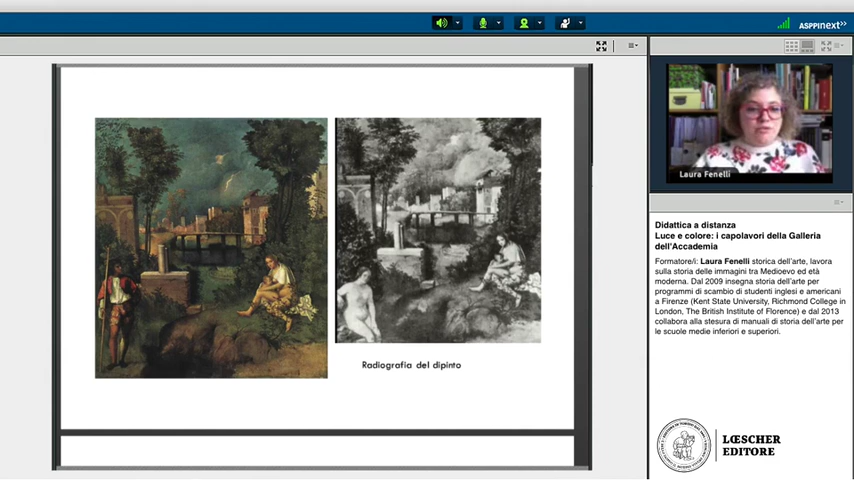 ASPPInext>>
Radiografia del dipinto
Laura Fenelli
Didattica a distanza
Luce e colore: i capolavori della Galleria
dell'Accademia
Formatore/i: Laura Fenelli storica dell'arte, lavora
sulla storia delle immagini tra Medioevo ed età
moderna. Dal 2009 insegna storia dell'arte per
programmi di scambio di studenti inglesi e americani
a Firenze (Kent State University, Richmond College in
London, The British Institute of Florence) e dal 2013
collabora alla stesura di manuali di storia dell'arte per
le scuole medie inferiori e superiori.
LŒSCHER
EDITORE